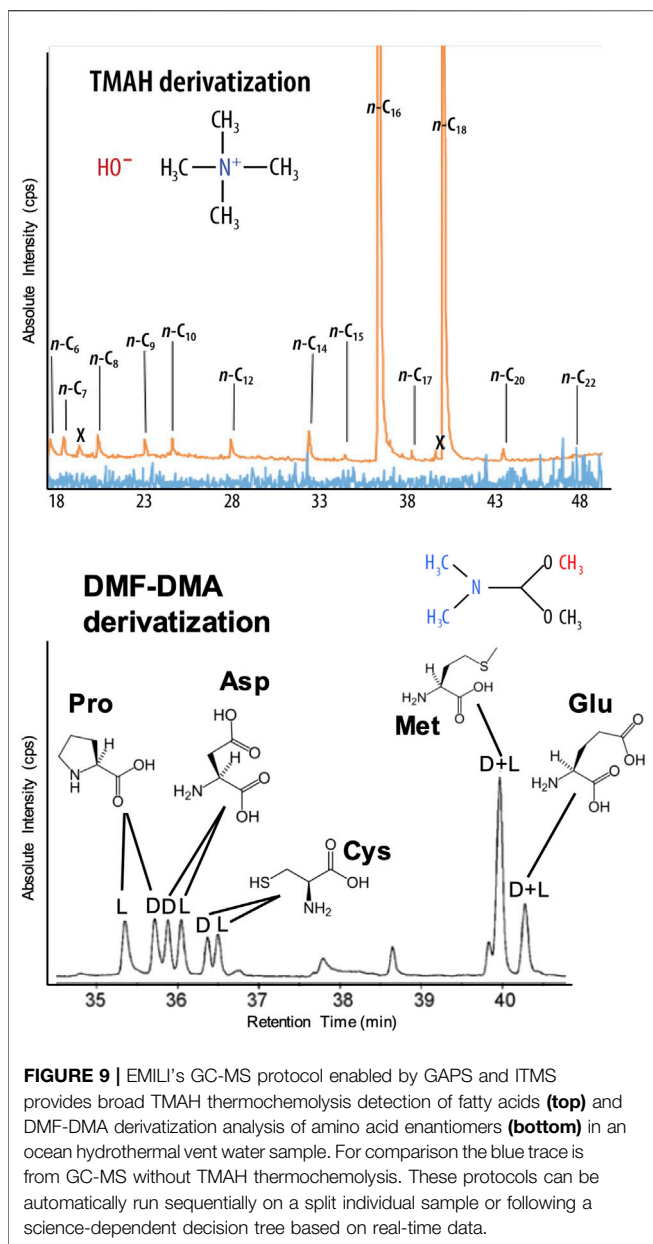 TMAH derivatization
HO⁻ H₃C N⁺ CH₃
CH₃
CH₃
n-C₁₆
n-C₁₈
n-C₆
n-C₇
X
n-C₈
n-C₉
n-C₁₀
n-C₁₂
n-C₁₄
n-C₁₅
n-C₁₇
X
n-C₂₀
n-C₂₂
Absolute Intensity (cps)
18 23 28 33 38 43 48
DMF-DMA
derivatization
H₃C N O CH₃
H₃C O CH₃
Pro
H
NH OH
O
Asp
HO O
H O
H₂N OH
Cys
HS O OH
NH₂
Met
S
H OH
H₂N O
Glu
O
OH
H O
H₂N OH
L D D L D L D+L D+L
Absolute Intensity (cps)
35 36 37 38 39 40
Retention Time (min)
FIGURE 9 | EMILI's GC-MS protocol enabled by GAPS and ITMS
provides broad TMAH thermochemolysis detection of fatty acids (top) and
DMF-DMA derivatization analysis of amino acid enantiomers (bottom) in an
ocean hydrothermal vent water sample. For comparison the blue trace is
from GC-MS without TMAH thermochemolysis. These protocols can be
automatically run sequentially on a split individual sample or following a
science-dependent decision tree based on real-time data.